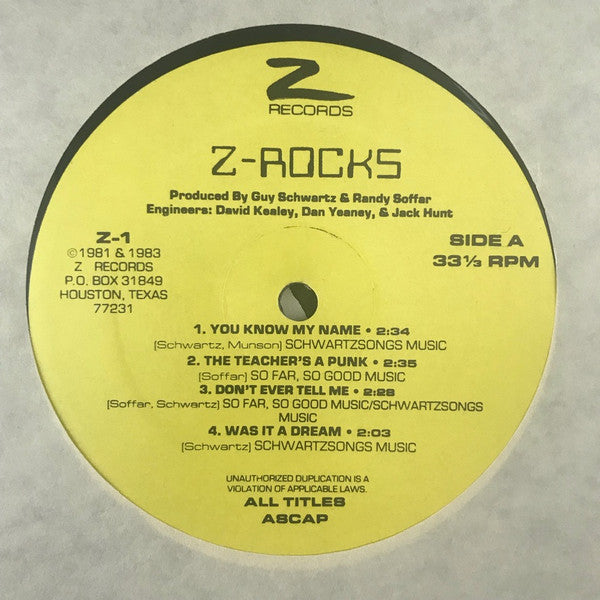 Z
RECORDS
Z-ROCKS
Produced By Guy Schwartz & Randy Soffar
Engineers: David Kealey, Dan Yeaney, & Jack Hunt
Z-1
©1981 & 1983
Z RECORDS
P.O. BOX 31849
HOUSTON, TEXAS
77231
SIDE A
33⅓ RPM
1. YOU KNOW MY NAME • 2:34
(Schwartz, Munson) SCHWARTZSONGS MUSIC
2. THE TEACHER'S A PUNK • 2:35
(Soffar) SO FAR, SO GOOD MUSIC
3. DON'T EVER TELL ME • 2:28
(Soffar, Schwartz) SO FAR, SO GOOD MUSIC/SCHWARTZSONGS
MUSIC
4. WAS IT A DREAM • 2:03
(Schwartz) SCHWARTZSONGS MUSIC
UNAUTHORIZED DUPLICATION IS A
VIOLATION OF APPLICABLE LAWS.
ALL TITLES
ASCAP